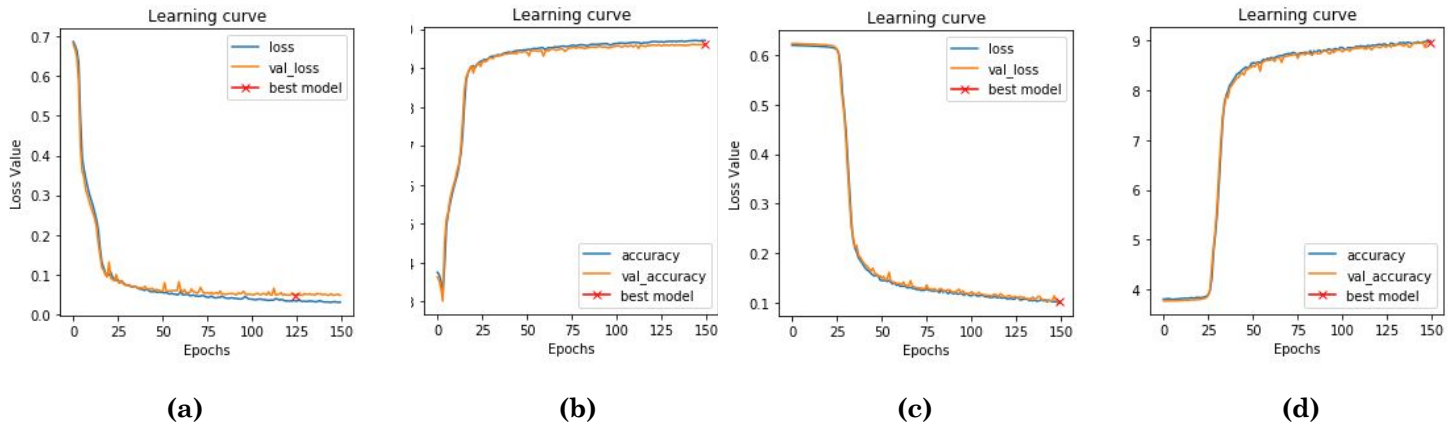 Learning curve
Loss Value
0.7
0.6
0.5
0.4
0.3
0.2
0.1
0.0
loss
val_loss
best model
0 25 50 75 100 125 150
Epochs
(a)
Learning curve
9
8
3
accuracy
val_accuracy
best model
0 25 50 75 100 125 150
Epochs
(b)
Learning curve
Loss Value
0.6
0.5
0.4
0.3
0.2
0.1
loss
val_loss
best model
0 25 50 75 100 125 150
Epochs
(c)
Learning curve
9
8
7
6
5
4
accuracy
val_accuracy
best model
0 25 50 75 100 125 150
Epochs
(d)